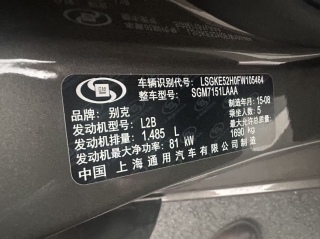 车辆识别代号: LSGKE52H0FW105464
整车型号: SGM7151LAAA
品牌: 别克 制造年月: 15-08
发动机型号: L2B 乘坐人数: 5
发动机排量: 1.485 L 最大允许总质量: 1690 kg
发动机最大净功率: 81 kW
中国 上海通用汽车有限公司制造